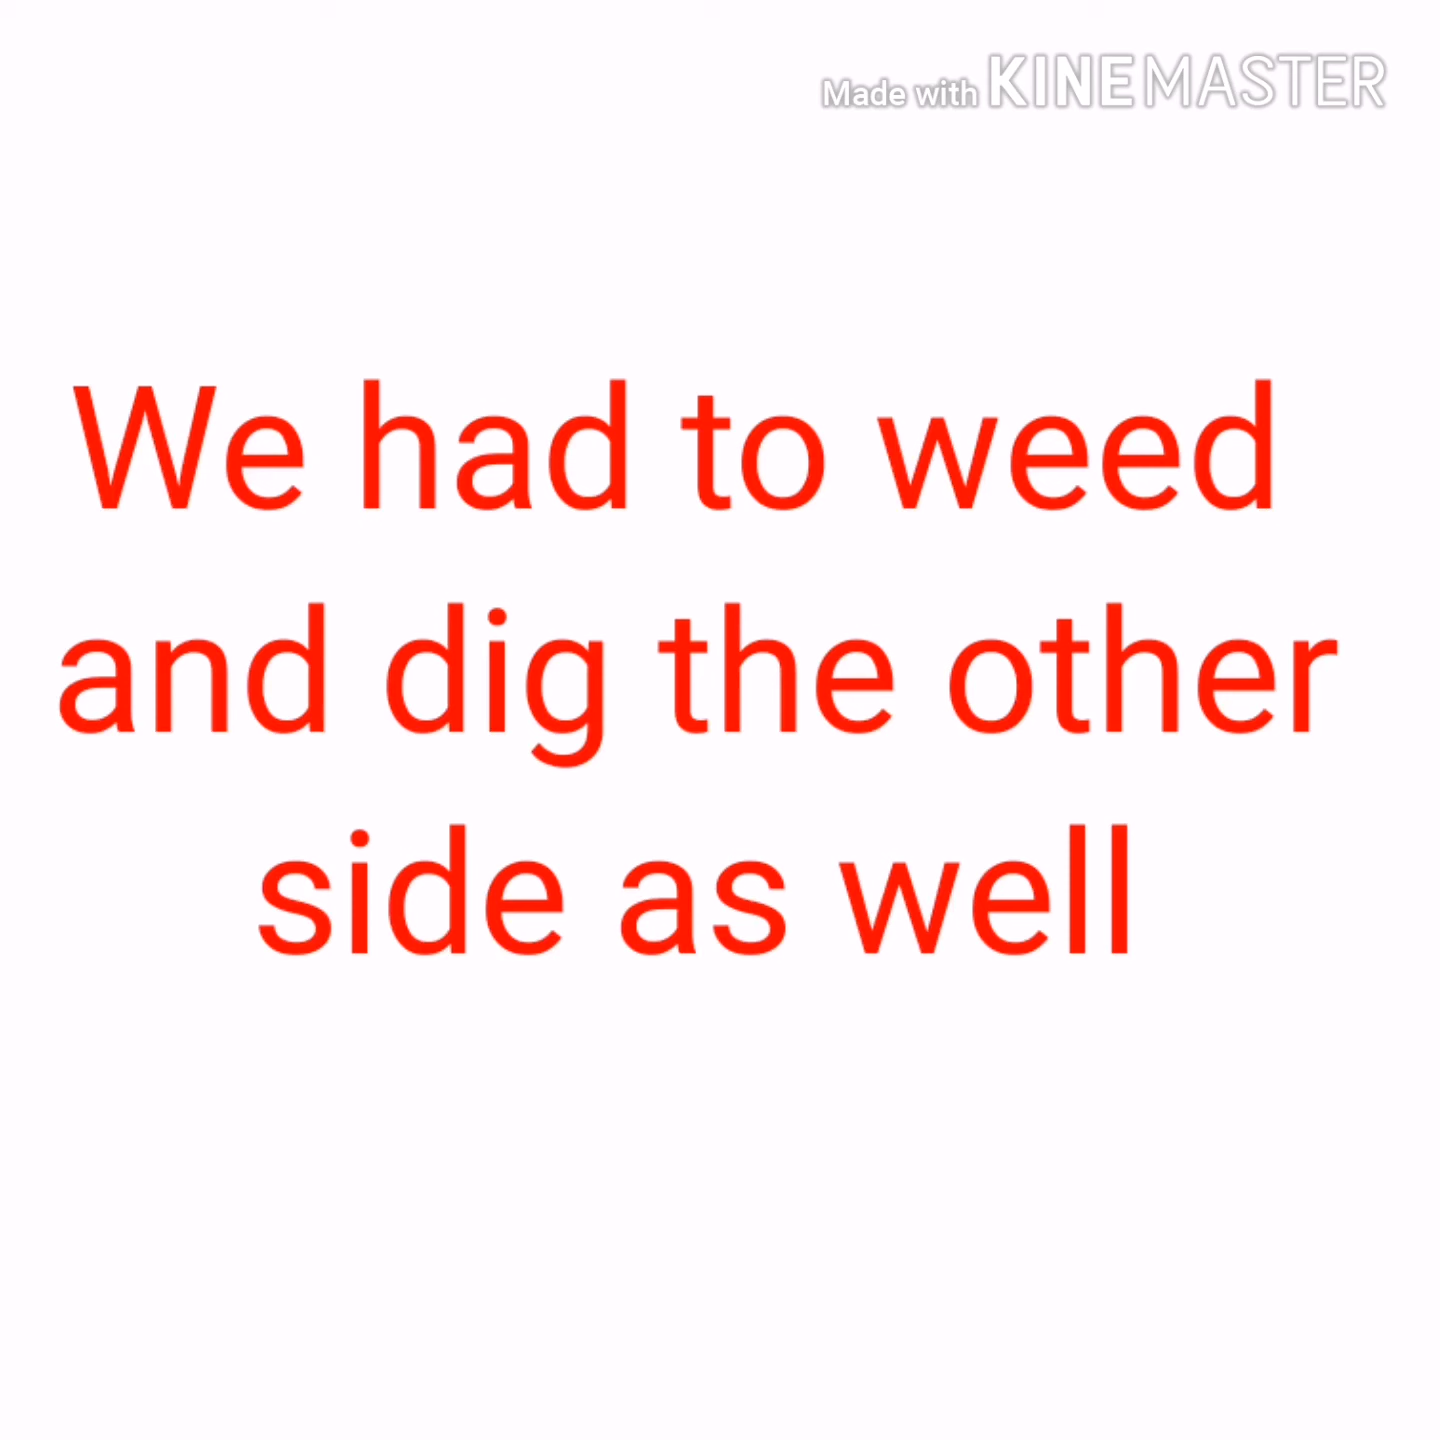 Made with KINEMASTER
We had to weed
and dig the other
side as well